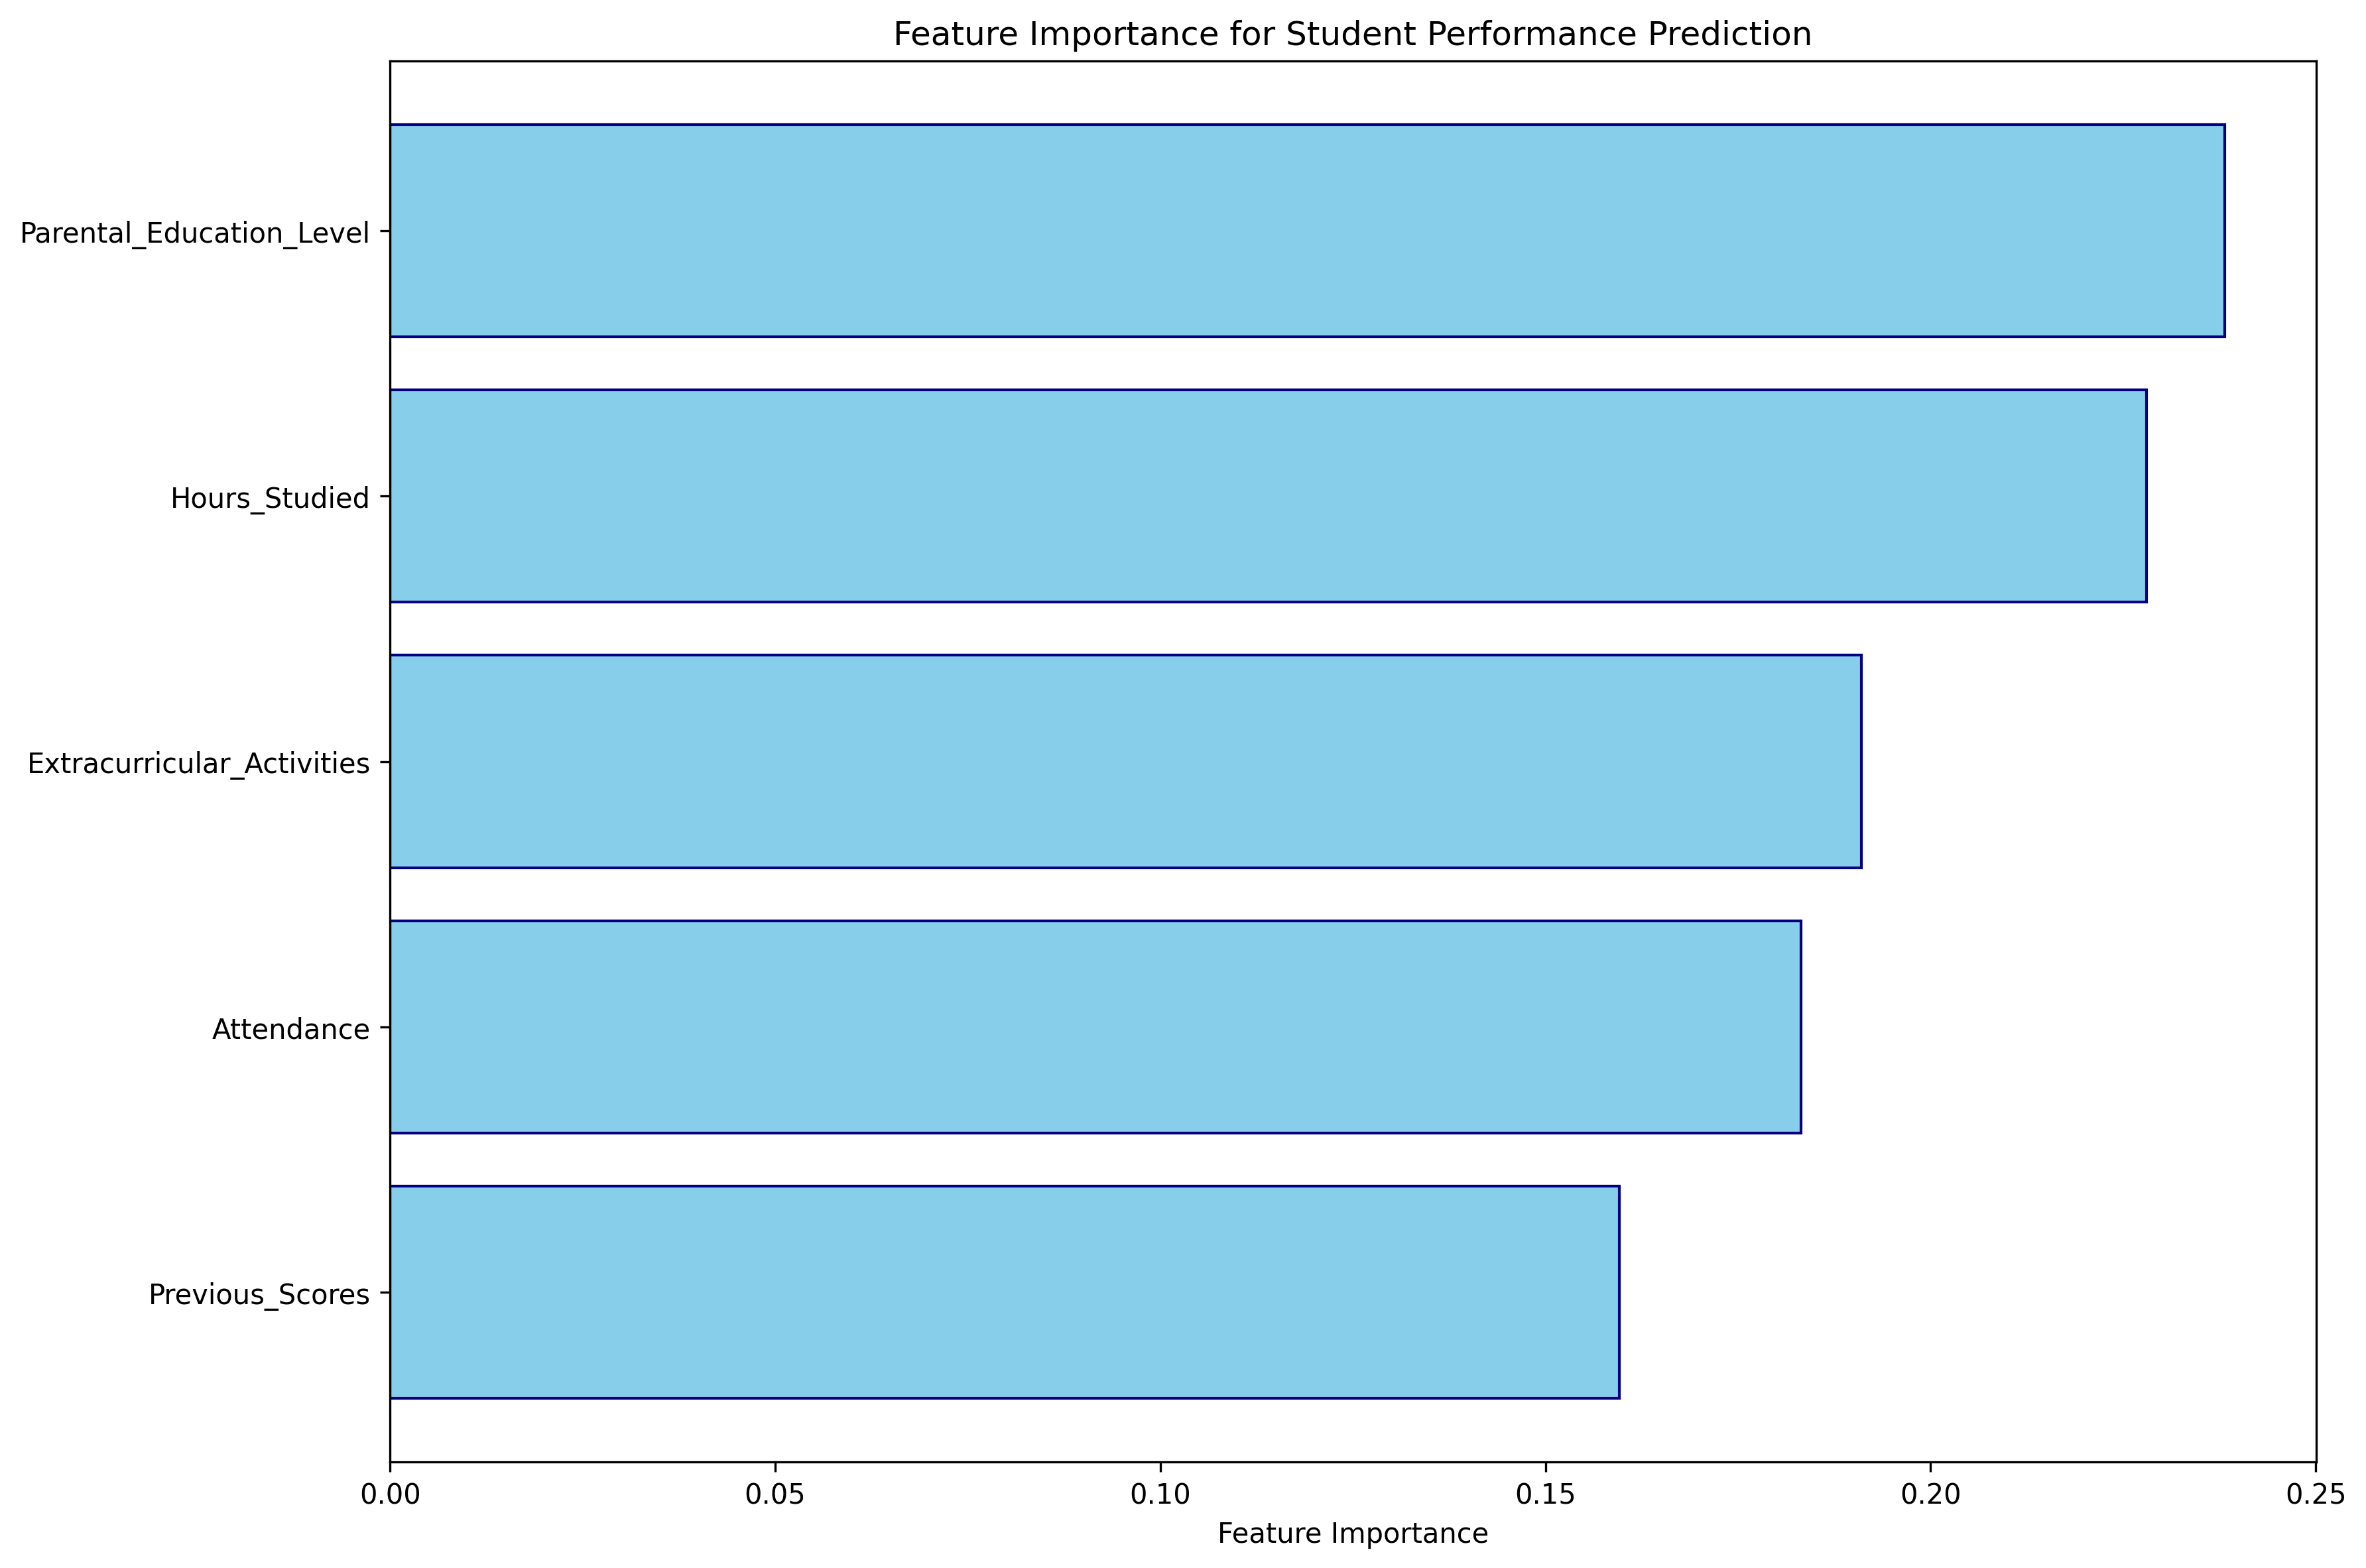 Feature Importance for Student Performance Prediction
Parental_Education_Level
Hours_Studied
Extracurricular_Activities
Attendance
Previous_Scores
0.00 0.05 0.10 0.15 0.20 0.25
Feature Importance